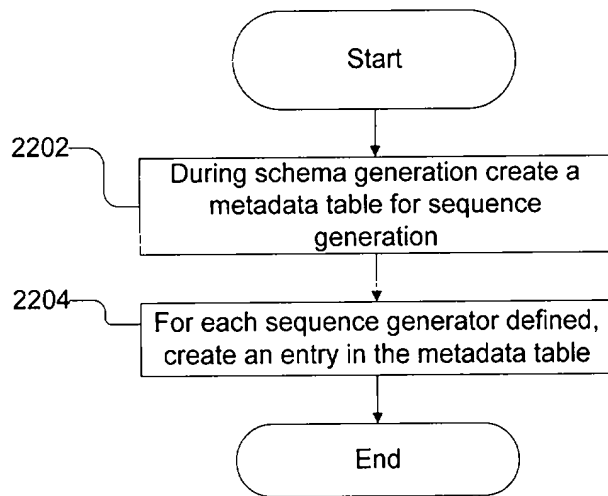 Start
2202
During schema generation create a
metadata table for sequence
generation
2204
For each sequence generator defined,
create an entry in the metadata table
End